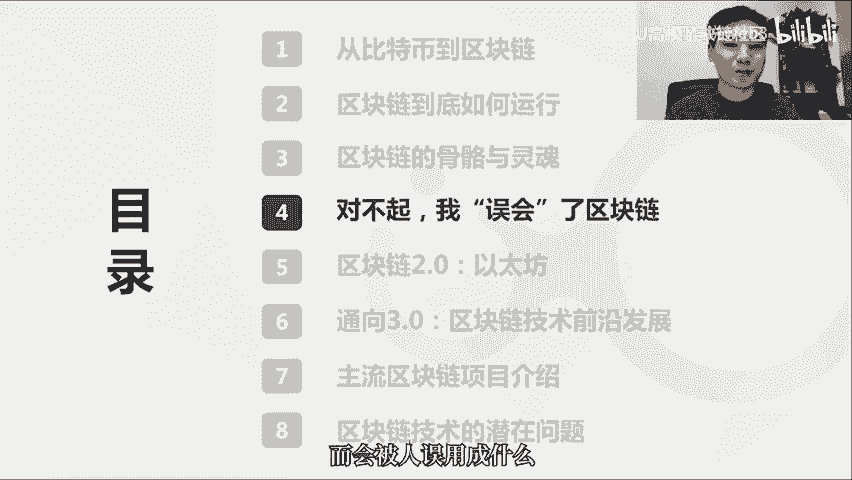 bilibili
目
录
1 从比特币到区块链
2 区块链到底如何运行
3 区块链的骨骼与灵魂
4 对不起，我“误会”了区块链
5 区块链2.0：以太坊
6 通向3.0：区块链技术前沿发展
7 主流区块链项目介绍
8 区块链技术的潜在问题
而会被人误用成什么